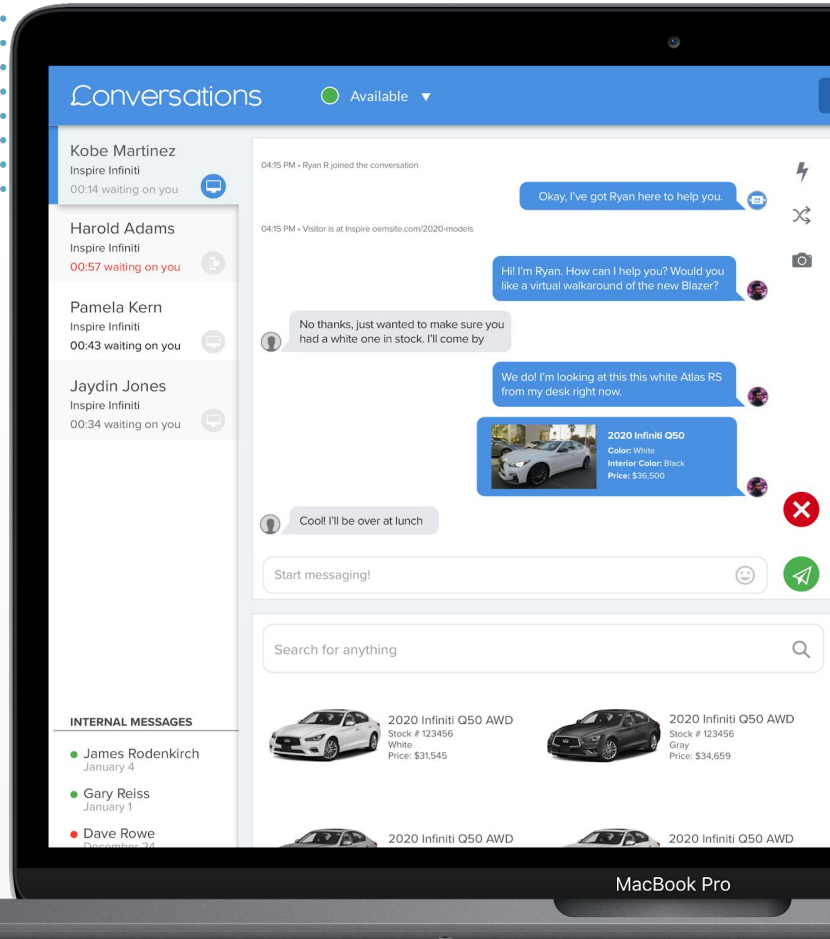 Conversations
Available
Kobe Martinez
Inspire Infiniti
00:14 waiting on you
Harold Adams
Inspire Infiniti
00:57 waiting on you
Pamela Kern
Inspire Infiniti
00:43 waiting on you
Jaydin Jones
Inspire Infiniti
00:34 waiting on you
INTERNAL MESSAGES
James Rodenkirch
January 4
Gary Reiss
January 1
Dave Rowe
December 24
04:15 PM • Ryan R joined the conversation
Okay, I've got Ryan here to help you.
04:15 PM • Visitor is at Inspire oemsite.com/2020-models
Hi! I'm Ryan. How can I help you? Would you
like a virtual walkaround of the new Blazer?
No thanks, just wanted to make sure you
had a white one in stock. I'll come by
We do! I'm looking at this this white Atlas RS
from my desk right now.
2020 Infiniti Q50
Color: White
Interior Color: Black
Price: $36,500
Cool! I'll be over at lunch
Start messaging!
Search for anything
2020 Infiniti Q50 AWD
Stock # 123456
White
Price: $31,545
2020 Infiniti Q50 AWD
Stock # 123456
Gray
Price: $34,659
2020 Infiniti Q50 AWD
2020 Infiniti Q50 AWD
MacBook Pro